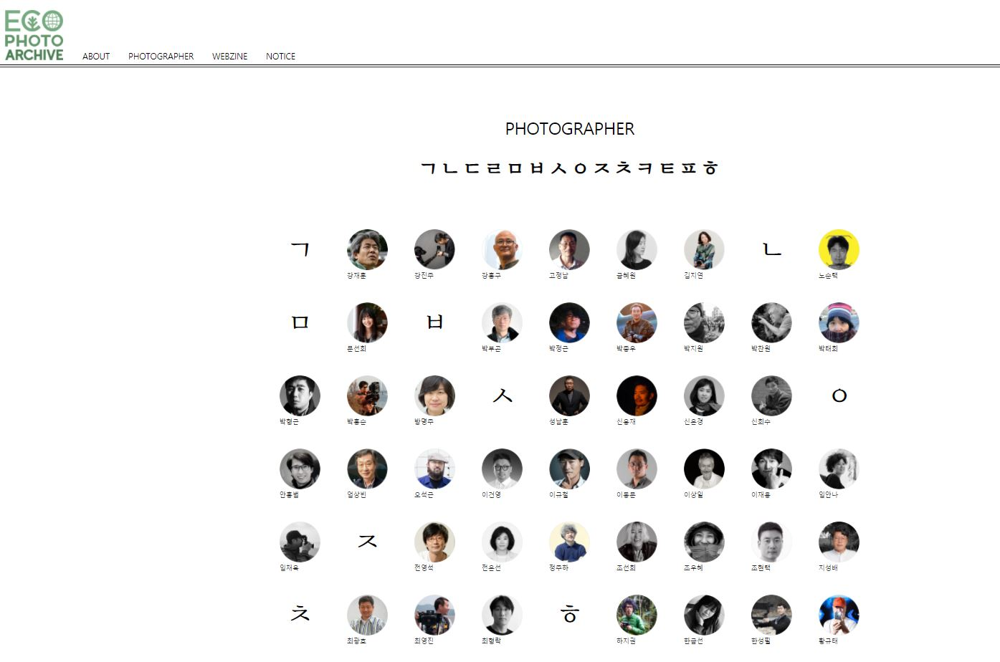 ECO
PHOTO
ARCHIVE
ABOUT PHOTOGRAPHER WEBZINE NOTICE
PHOTOGRAPHER
ㄱ ㄴ ㄷ ㄹ ㅁ ㅂ ㅅ ㅇ ㅈ ㅊ ㅋ ㅌ ㅍ ㅎ
ㄱ ㄴ
강재훈 강진주 강홍구 고정남 금혜원 김지연 노순택
ㅁ ㅂ
문선희 박부곤 박정근 박종우 박지원 박찬원 박태희
ㅅ ㅇ
박형근 박홍순 방명주 성남훈 신웅재 신은경 신희수
안홍범 엄상빈 오석근 이건영 이규철 이동문 이상일 이재용 임안나
ㅈ
임채욱 전영석 전은선 정주하 조선희 조우혜 조현택 지성배
ㅊ ㅎ
최광호 최영진 최형락 하지권 한금선 한성필 황규태